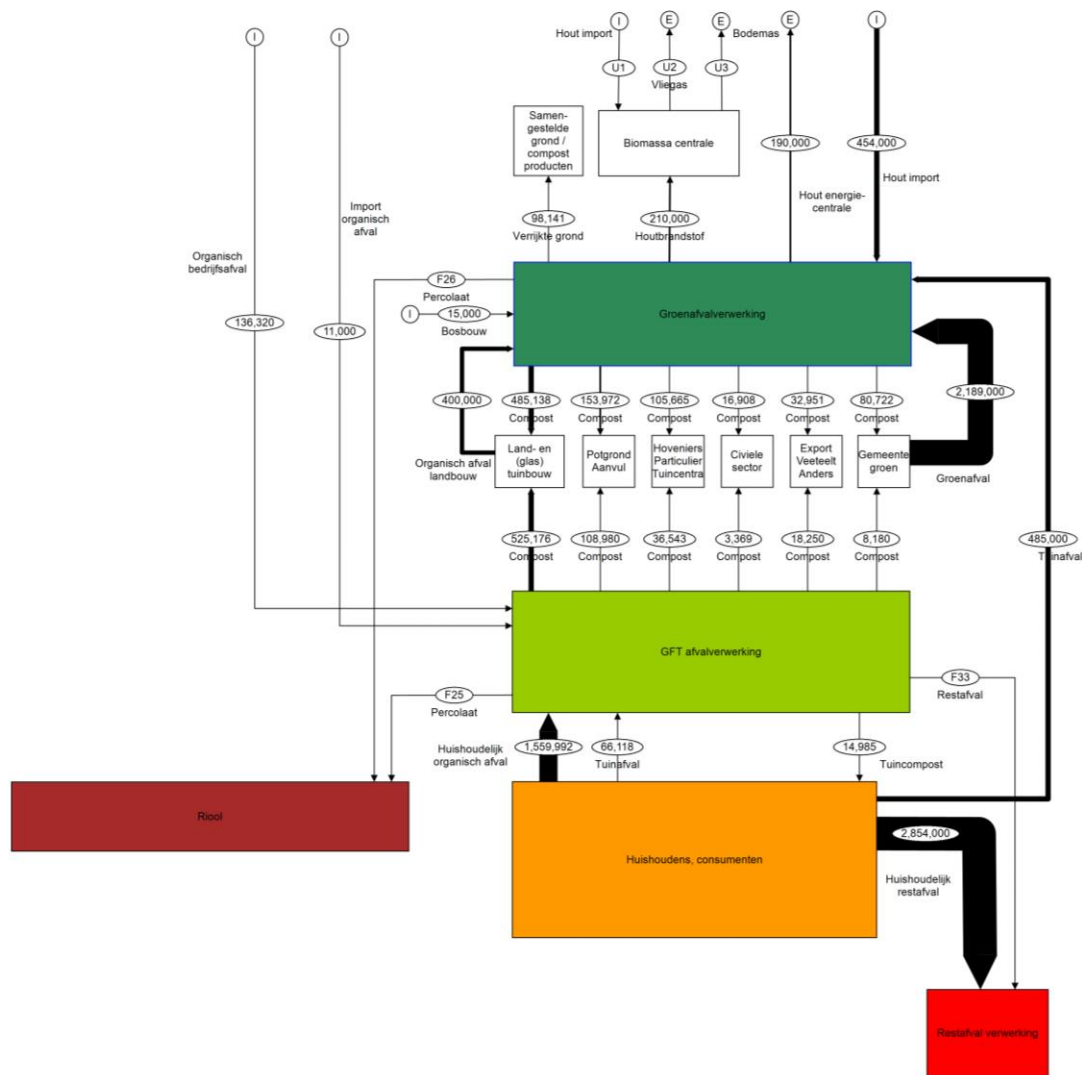 I
I
Hout import
I
E
E
Bodemas
E
I
U1
U2
U3
Vliegas
Samen-
gestelde
grond /
compost
producten
Biomassa centrale
190,000
454,000
Hout import
Hout energie-
centrale
Import
organisch
afval
98,141
Verrijkte grond
210,000
Houtbrandstof
Organisch
bedrijfsafval
136,320
11,000
F26
Percolaat
I
15,000
Bosbouw
Groenafvalverwerking
400,000
485,138
Compost
153,972
Compost
105,665
Compost
16,908
Compost
32,951
Compost
80,722
Compost
2,189,000
Organisch afval
landbouw
Land- en
(glas)
tuinbouw
Potgrond
Aanvul
Hoveniers
Particulier
Tuincentra
Civiele
sector
Export
Veeteelt
Anders
Gemeente
groen
Groenafval
525,176
Compost
108,980
Compost
36,543
Compost
3,369
Compost
18,250
Compost
8,180
Compost
485,000
Tuinafval
GFT afvalverwerking
F25
Percolaat
F33
Restafval
Huishoudelijk
organisch afval
1,559,992
66,118
Tuinafval
14,985
Tuincompost
Riool
Huishoudens, consumenten
2,854,000
Huishoudelijk
restafval
Restafval verwerking